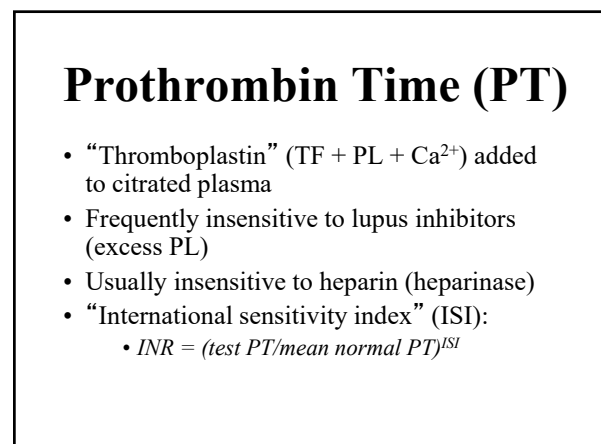 Prothrombin Time (PT)
• “Thromboplastin” (TF + PL + Ca²⁺) added
to citrated plasma
• Frequently insensitive to lupus inhibitors
(excess PL)
• Usually insensitive to heparin (heparinase)
• “International sensitivity index” (ISI):
• INR = (test PT/mean normal PT)ᴵˢᴵ